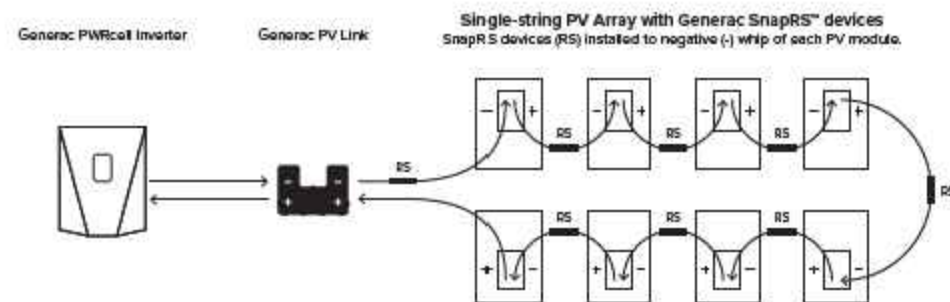 Single-string PV Array with Generac SnapRS™ devices
Generac PWRcell Inverter
Generac PV Link
SnapRS devices (RS) installed to negative (-) whip of each PV module.
- + - + - + - +
RS RS RS
RS
- -
RS
+ +
RS RS RS
+ - + - + - + -